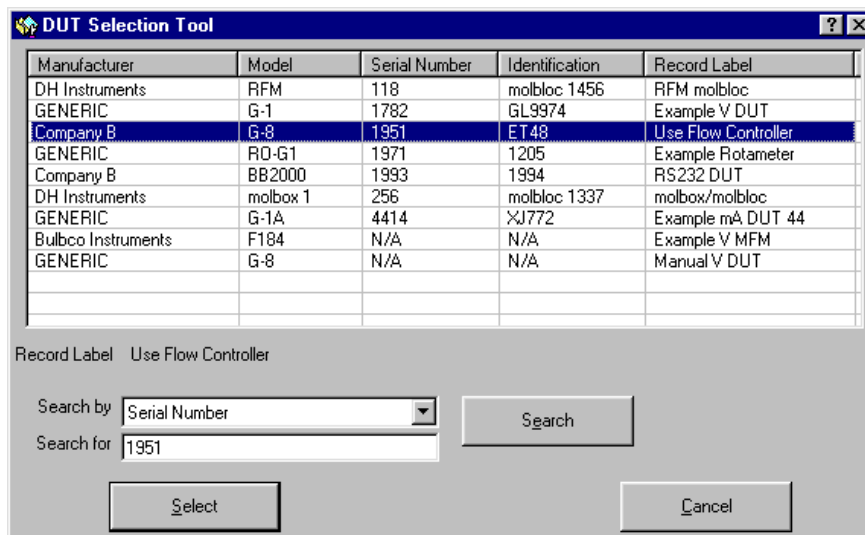 DUT Selection Tool
Manufacturer Model Serial Number Identification Record Label
DH Instruments RFM 118 molbloc 1456 RFM molbloc
GENERIC G-1 1782 GL9974 Example V DUT
Company B G-8 1951 ET48 Use Flow Controller
GENERIC RO-G1 1971 1205 Example Rotameter
Company B BB2000 1993 1994 RS232 DUT
DH Instruments molbox 1 256 molbloc 1337 molbox/molbloc
GENERIC G-1A 4414 XJ772 Example mA DUT 44
Bulbco Instruments F184 N/A N/A Example V MFM
GENERIC G-8 N/A N/A Manual V DUT
Record Label Use Flow Controller
Search by Serial Number Search
Search for 1951
Select Cancel